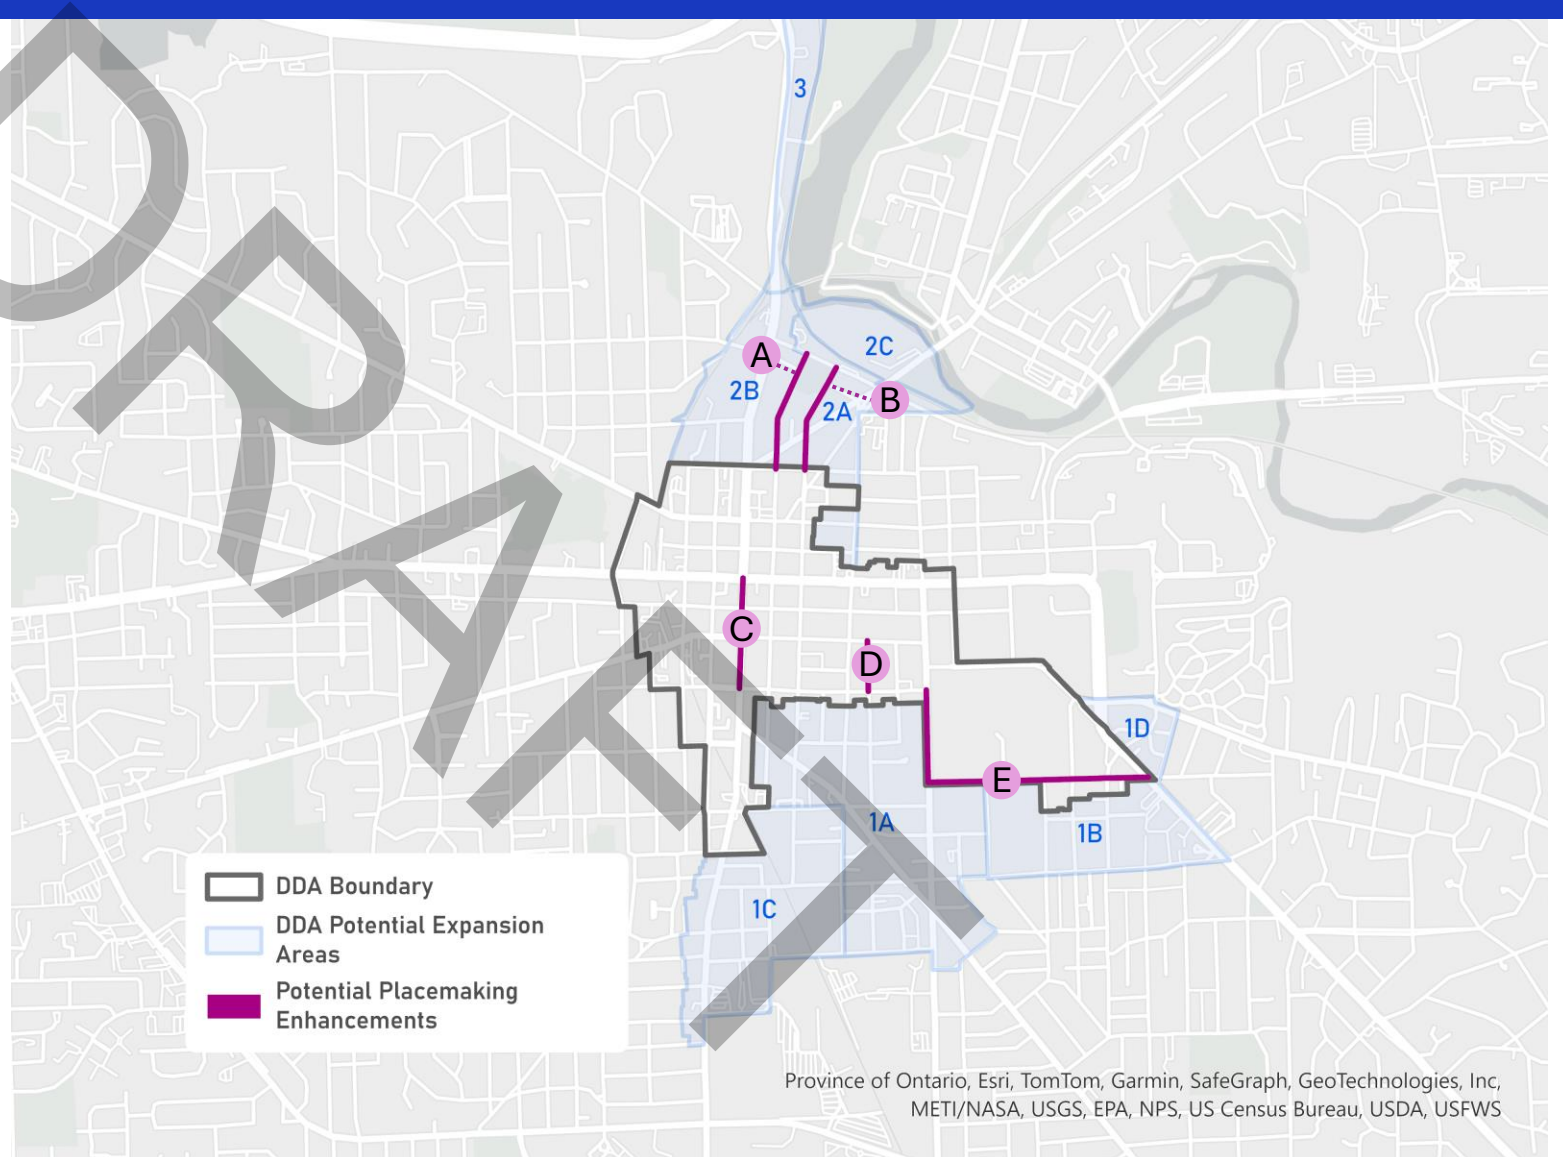 DRAFT
3
2C
A
2B
B
2A
C
D
1D
E
1A
1B
1C
DDA Boundary
DDA Potential Expansion
Areas
Potential Placemaking
Enhancements
Province of Ontario, Esri, TomTom, Garmin, SafeGraph, GeoTechnologies, Inc,
METI/NASA, USGS, EPA, NPS, US Census Bureau, USDA, USFWS